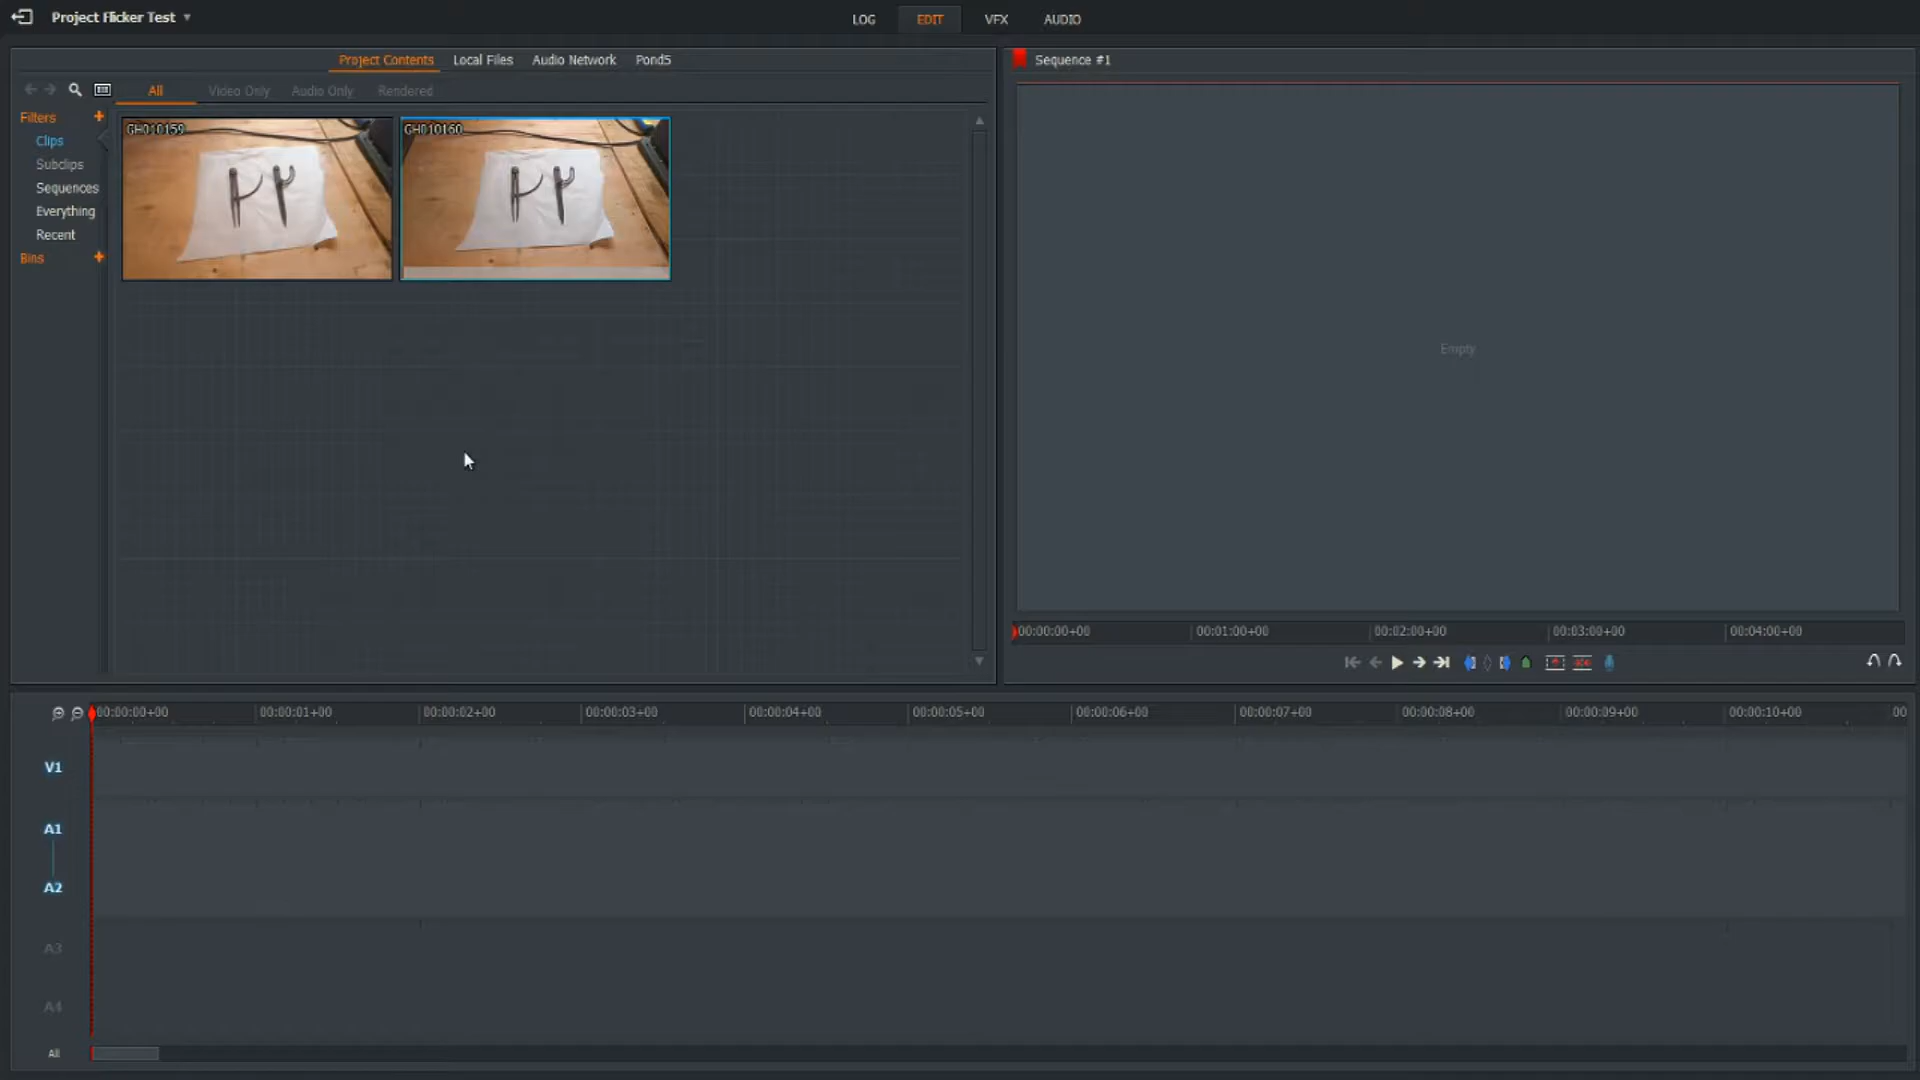 Project Flicker Test
LOG EDIT VFX AUDIO
Project Contents Local Files Audio Network Pond5
Sequence #1
All Video Only Audio Only Rendered
Filters +
Clips
Subclips
Sequences
Everything
Recent
Bins +
GH010159 GH010160
Empty
00:00:00+00 00:01:00+00 00:02:00+00 00:03:00+00 00:04:00+00
00:00:00+00 00:00:01+00 00:00:02+00 00:00:03+00 00:00:04+00 00:00:05+00 00:00:06+00 00:00:07+00 00:00:08+00 00:00:09+00 00:00:10+00 00
V1
A1
A2
A3
A4
All